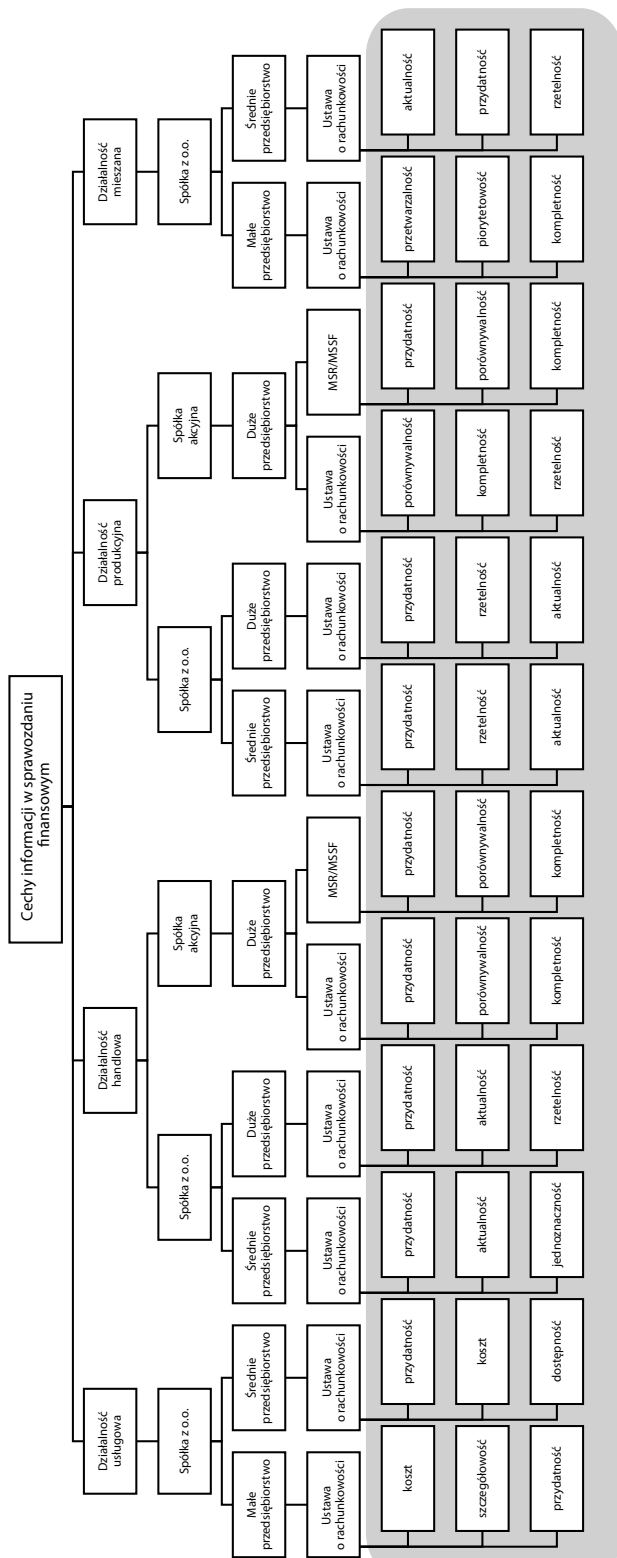 Cechy informacji w sprawozdaniu
finansowym
Działalność
usługowa
Działalność
handlowa
Działalność
produkcyjna
Działalność
mieszana
Spółka z o.o.
Spółka z o.o.
Spółka
akcyjna
Spółka z o.o.
Spółka
akcyjna
Spółka z o.o.
Małe
przedsiębiorstwo
Średnie
przedsiębiorstwo
Średnie
przedsiębiorstwo
Duże
przedsiębiorstwo
Duże
przedsiębiorstwo
Średnie
przedsiębiorstwo
Duże
przedsiębiorstwo
Duże
przedsiębiorstwo
Małe
przedsiębiorstwo
Średnie
przedsiębiorstwo
Ustawa
o rachunkowości
Ustawa
o rachunkowości
Ustawa
o rachunkowości
Ustawa
o rachunkowości
Ustawa
o rachunkowości
MSR/MSSF
Ustawa
o rachunkowości
Ustawa
o rachunkowości
Ustawa
o rachunkowości
MSR/MSSF
Ustawa
o rachunkowości
Ustawa
o rachunkowości
koszt
przydatność
przydatność
przydatność
przydatność
przydatność
przydatność
przydatność
porównywalność
przydatność
przetwarzalność
aktualność
szczegółowość
koszt
aktualność
aktualność
porównywalność
porównywalność
rzetelność
rzetelność
kompletność
porównywalność
piorytetowość
przydatność
przydatność
dostępność
jednoznaczność
rzetelność
kompletność
kompletność
aktualność
aktualność
rzetelność
kompletność
kompletność
rzetelność